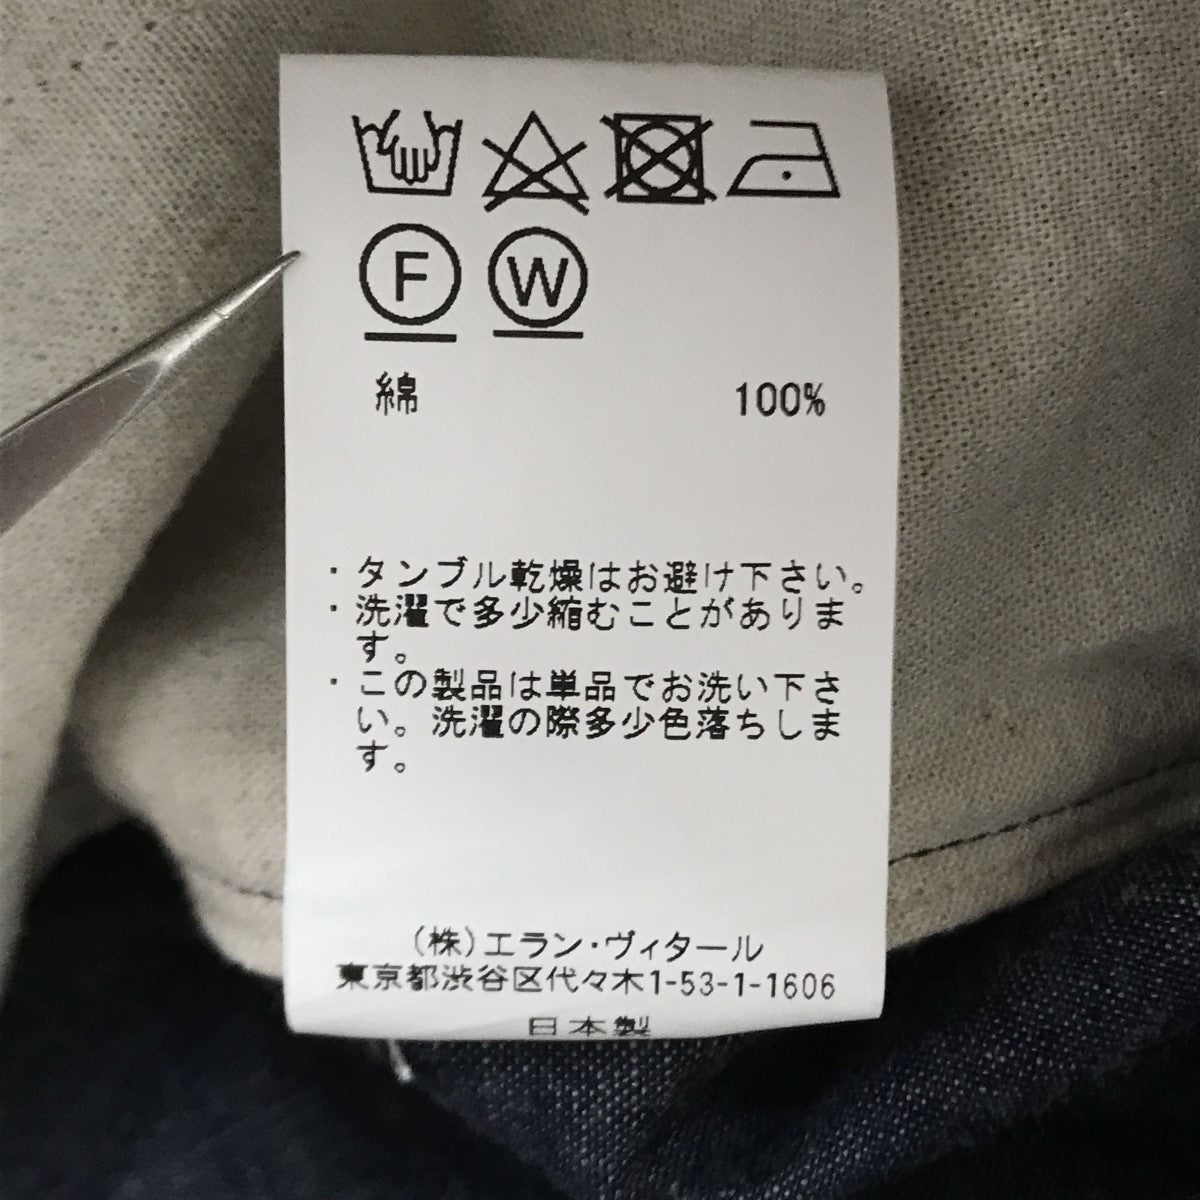 F W
綿 100%
・タンブル乾燥はお避け下さい。
・洗濯で多少縮むことがありま
す。
・この製品は単品でお洗い下さ
い。洗濯の際多少色落ちしま
す。
(株)エラン・ヴィタール
東京都渋谷区代々木1-53-1-1606
日本製